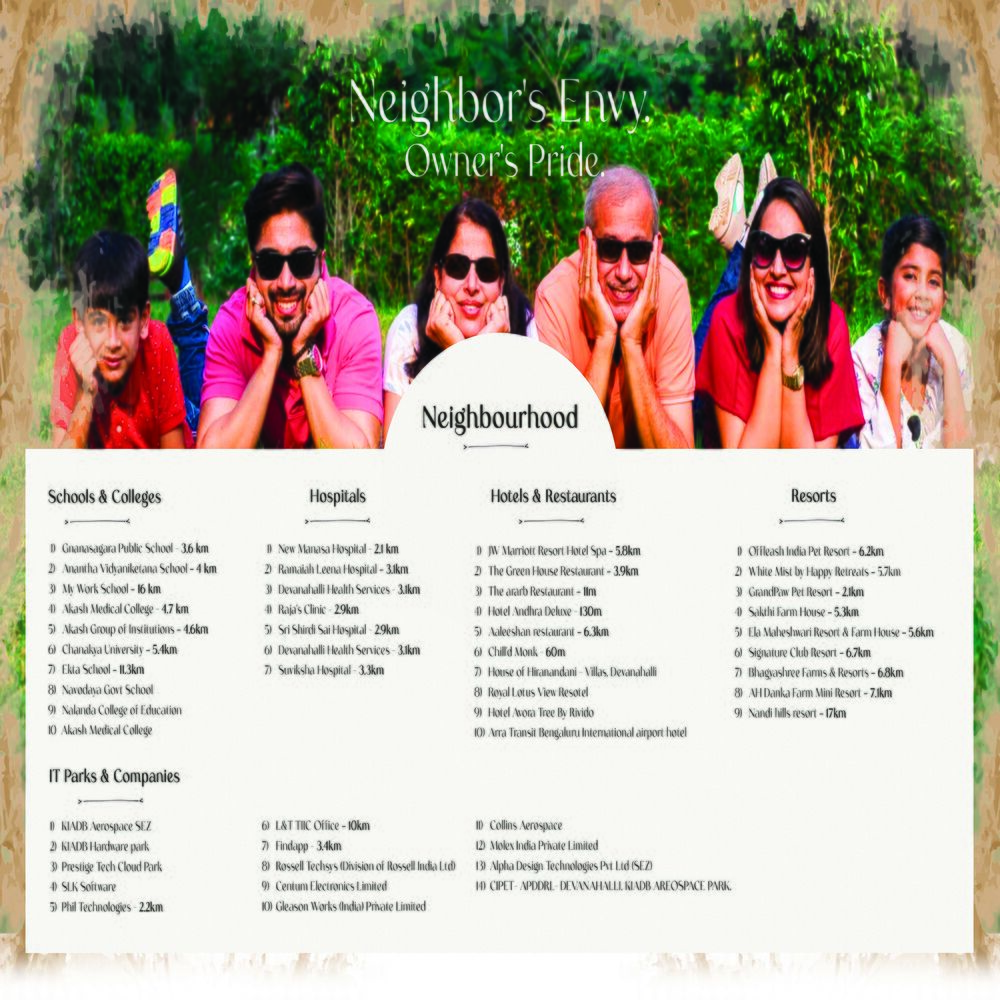 Neighbor's Envy.
Owner's Pride.
Neighbourhood
Schools & Colleges
1) Gnanasagara Public School - 3.6 km
2) Anantha Vidyaniketana School - 4 km
3) My Work School - 16 km
4) Akash Medical College - 4.7 km
5) Akash Group of Institutions - 4.6km
6) Chanakya University - 5.4km
7) Ekta School - 11.3km
8) Navodaya Govt School
9) Nalanda College of Education
10 Akash Medical College
Hospitals
1) New Manasa Hospital - 2.1 km
2) Ramaiah Leena Hospital - 3.1km
3) Devanahalli Health Services - 3.1km
4) Raja's Clinic - 2.9km
5) Sri Shirdi Sai Hospital - 2.9km
6) Devanahalli Health Services - 3.1km
7) Suviksha Hospital - 3.3km
Hotels & Restaurants
1) JW Marriott Resort Hotel Spa - 5.8km
2) The Green House Restaurant - 3.9km
3) The ararb Restaurant - 11m
4) Hotel Andhra Deluxe - 130m
5) Aaleeshan restaurant - 6.3km
6) Chill'd Monk - 60m
7) House of Hiranandani - Villas, Devanahalli
8) Royal Lotus View Resotel
9) Hotel Avora Tree By Rivido
10) Arra Transit Bengaluru International airport hotel
Resorts
1) Offleash India Pet Resort - 6.2km
2) White Mist by Happy Retreats - 5.7km
3) GrandPaw Pet Resort - 2.1km
4) Sakthi Farm House - 5.3km
5) Ela Maheshwari Resort & Farm House - 5.6km
6) Signature Club Resort - 6.7km
7) Bhagyashree Farms & Resorts - 6.8km
8) AH Danka Farm Mini Resort - 7.1km
9) Nandi hills resort - 17km
IT Parks & Companies
1) KIADB Aerospace SEZ
2) KIADB Hardware park
3) Prestige Tech Cloud Park
4) SLK Software
5) Phil Technologies - 2.2km
6) L&T TIIC Office - 10km
7) Findapp - 3.4km
8) Rossell Techsys (Division of Rossell India Ltd)
9) Centum Electronics Limited
10) Gleason Works (India) Private Limited
11) Collins Aerospace
12) Molex India Private Limited
13) Alpha Design Technologies Pvt Ltd (SEZ)
14) CIPET- APDDRL- DEVANAHALLI, KIADB AREOSPACE PARK.